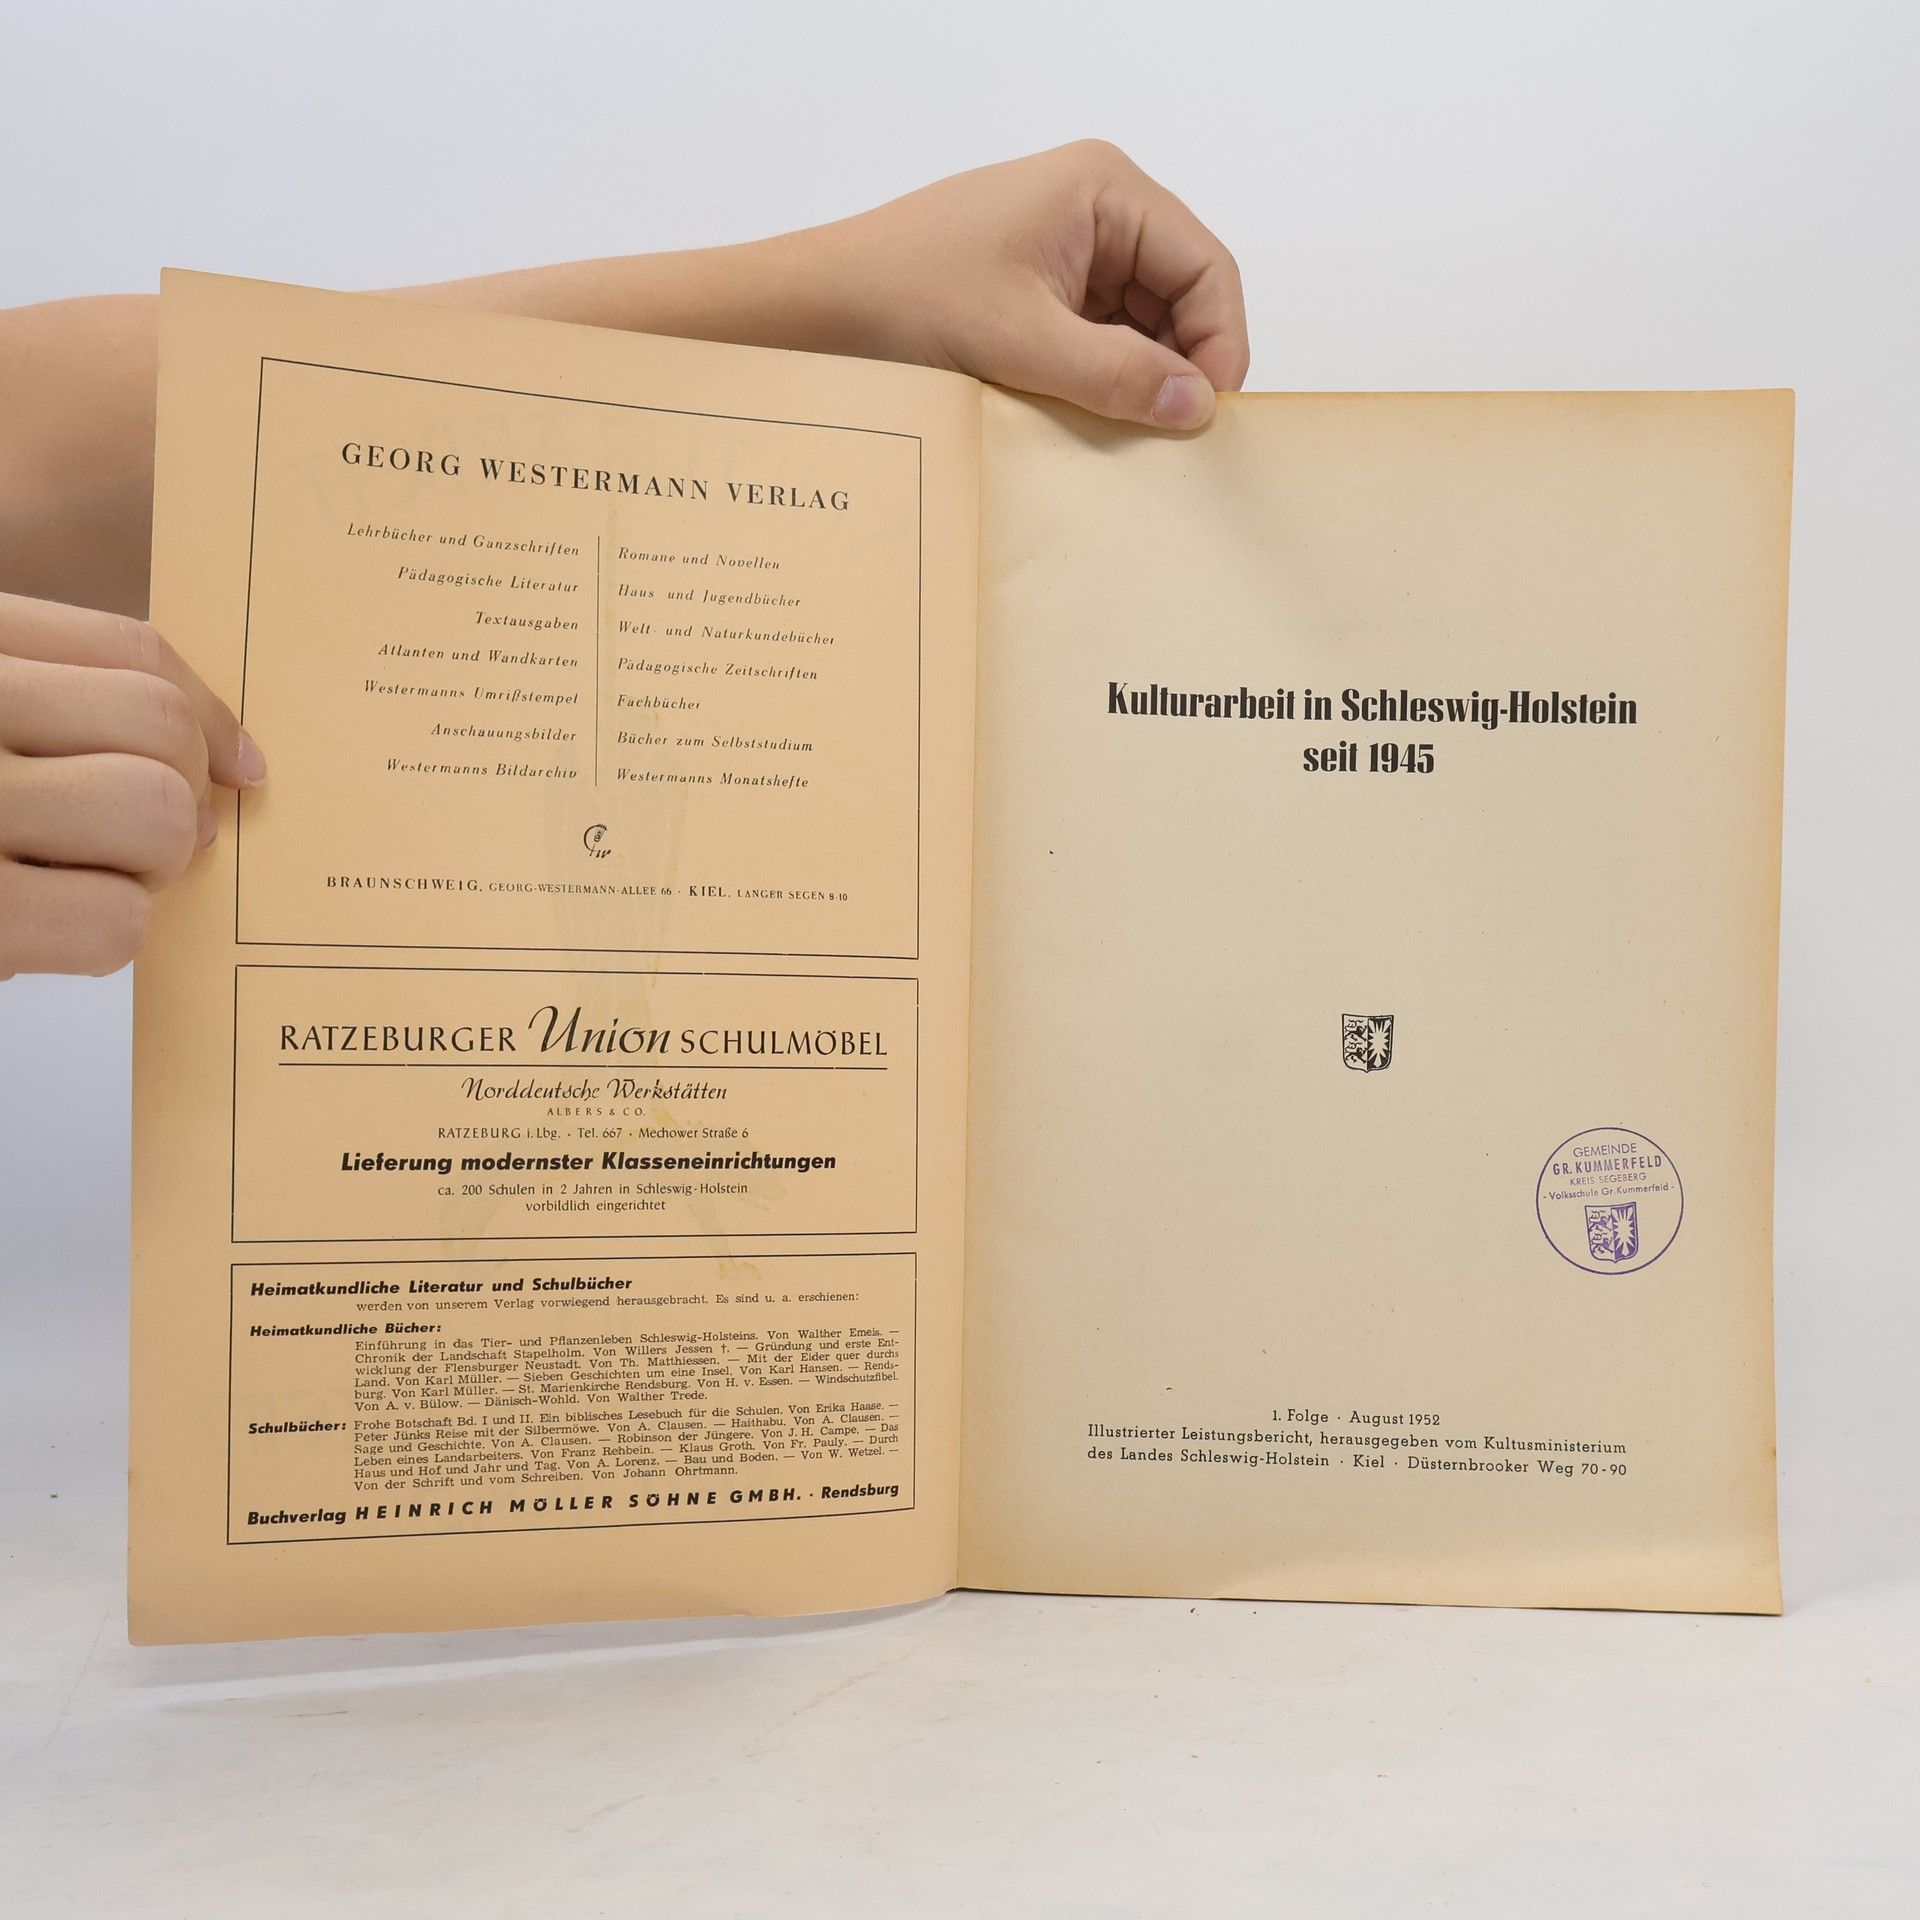 GEORG WESTERMANN VERLAG
Lehrbücher und Ganzschriften
Pädagogische Literatur
Textausgaben
Atlanten und Wandkarten
Westermanns Umrißstempel
Anschauungsbilder
Westermanns Bildarchiv
Romane und Novellen
Haus- und Jugendbücher
Welt- und Naturkundebücher
Pädagogische Zeitschriften
Fachbücher
Bücher zum Selbststudium
Westermanns Monatshefte
BRAUNSCHWEIG, GEORG-WESTERMANN-ALLEE 66 · KIEL, LANGER SEGEN 8-10
RATZEBURGER Union SCHULMÖBEL
Norddeutsche Werkstätten
ALBERS & CO.
RATZEBURG i. Lbg. · Tel. 667 · Mechower Straße 6
Lieferung modernster Klasseneinrichtungen
ca. 200 Schulen in 2 Jahren in Schleswig-Holstein
vorbildlich eingerichtet
Heimatkundliche Literatur und Schulbücher
werden von unserem Verlag vorwiegend herausgebracht. Es sind u. a. erschienen:
Heimatkundliche Bücher:
Einführung in das Tier- und Pflanzenleben Schleswig-Holsteins. Von Walther Emeis. —
Chronik der Landschaft Stapelholm. Von Willers Jessen †. — Gründung und erste Ent-
wicklung der Flensburger Neustadt. Von Th. Matthiessen. — Mit der Eider quer durchs
Land. Von Karl Müller. — Sieben Geschichten um eine Insel. Von Karl Hansen. — Rends-
burg. Von Karl Müller. — St. Marienkirche Rendsburg. Von H. v. Essen. — Windschutzfibel.
Von A. v. Bülow. — Dänisch-Wohld. Von Walther Trede.
Schulbücher: Frohe Botschaft Bd. I und II. Ein biblisches Lesebuch für die Schulen. Von Erika Haase. —
Peter Jünks Reise mit der Silbermöwe. Von A. Clausen. — Haithabu. Von A. Clausen. —
Sage und Geschichte. Von A. Clausen. — Robinson der Jüngere. Von J. H. Campe. — Das
Leben eines Landarbeiters. Von Franz Rehbein. — Klaus Groth. Von Fr. Pauly. — Durch
Haus und Hof und Jahr und Tag. Von A. Lorenz. — Bau und Boden. — Von W. Wetzel. —
Von der Schrift und vom Schreiben. Von Johann Ohrtmann.
Buchverlag HEINRICH MÖLLER SÖHNE GMBH. · Rendsburg
Kulturarbeit in Schleswig-Holstein
seit 1945
GEMEINDE
GR. KUMMERFELD
KREIS SEGEBERG
- Volksschule Gr. Kummerfeld -
1. Folge · August 1952
Illustrierter Leistungsbericht, herausgegeben vom Kultusministerium
des Landes Schleswig-Holstein · Kiel · Düsternbrooker Weg 70-90